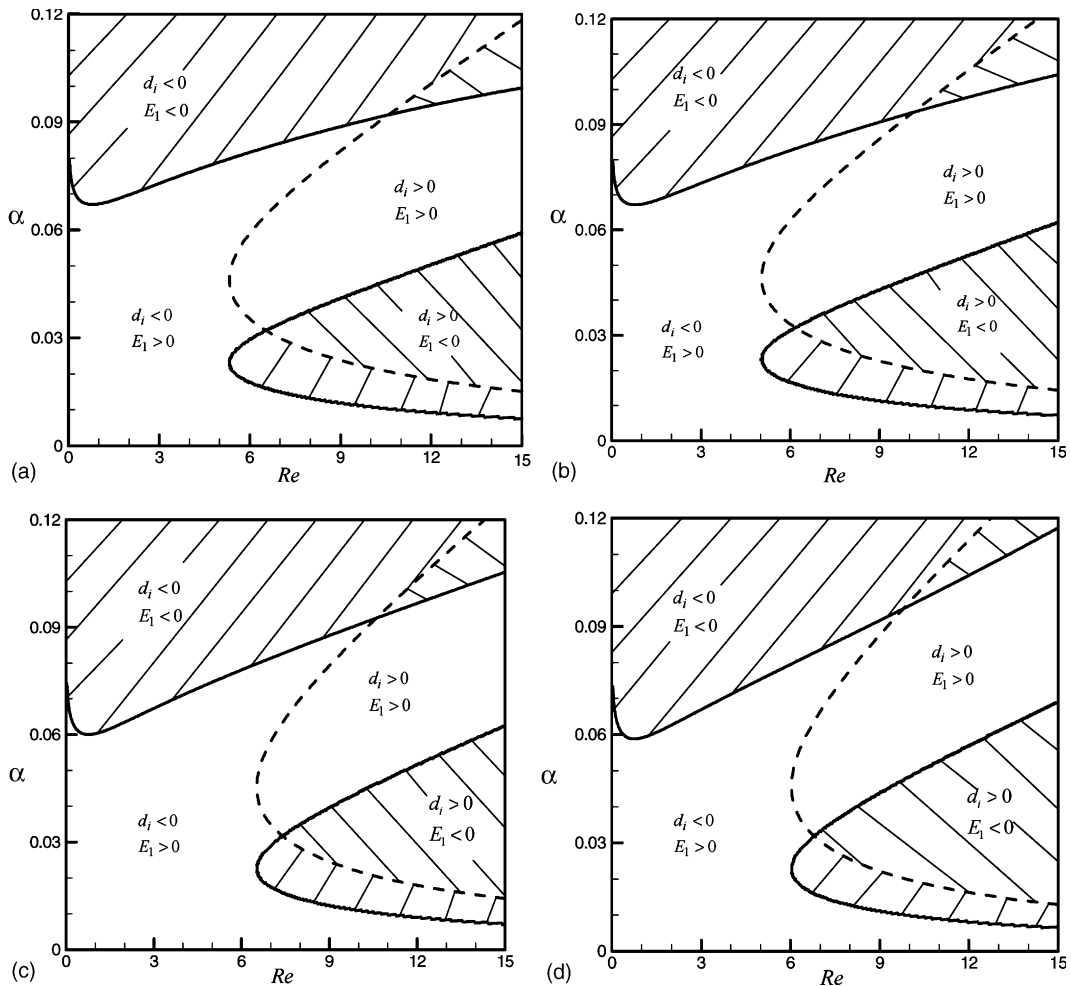 0.12
0.09
α
0.06
0.03
0
d_i < 0
E_1 < 0
d_i > 0
E_1 > 0
d_i < 0
E_1 > 0
d_i > 0
E_1 < 0
0 3 6 9 12 15
(a) Re
0.12
0.09
α
0.06
0.03
0
d_i < 0
E_1 < 0
d_i > 0
E_1 > 0
d_i < 0
E_1 > 0
d_i > 0
E_1 < 0
0 3 6 9 12 15
(b) Re
0.12
0.09
0.06
α
0.03
0
d_i < 0
E_1 < 0
d_i > 0
E_1 > 0
d_i < 0
E_1 > 0
d_i > 0
E_1 < 0
0 3 6 9 12 15
(c) Re
0.12
0.09
0.06
α
0.03
0
d_i < 0
E_1 < 0
d_i > 0
E_1 > 0
d_i < 0
E_1 > 0
d_i > 0
E_1 < 0
0 3 6 9 12 15
(d) Re